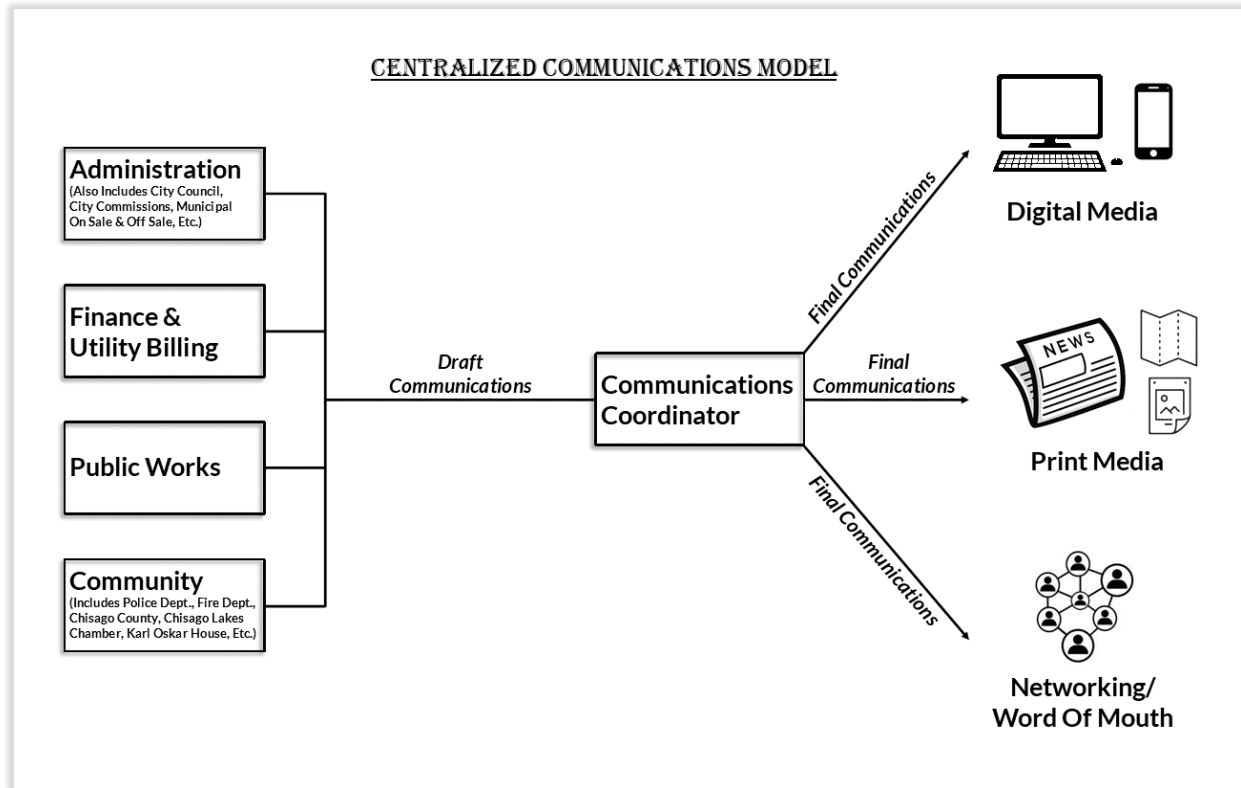 CENTRALIZED COMMUNICATIONS MODEL
Administration
(Also Includes City Council,
City Commissions, Municipal
On Sale & Off Sale, Etc.)
Finance &
Utility Billing
Public Works
Community
(Includes Police Dept., Fire Dept.,
Chisago County, Chisago Lakes
Chamber, Karl Oskar House, Etc.)
Draft
Communications
Communications
Coordinator
Final Communications
Final
Communications
Final Communications
Digital Media
NEWS
Print Media
Networking/
Word Of Mouth